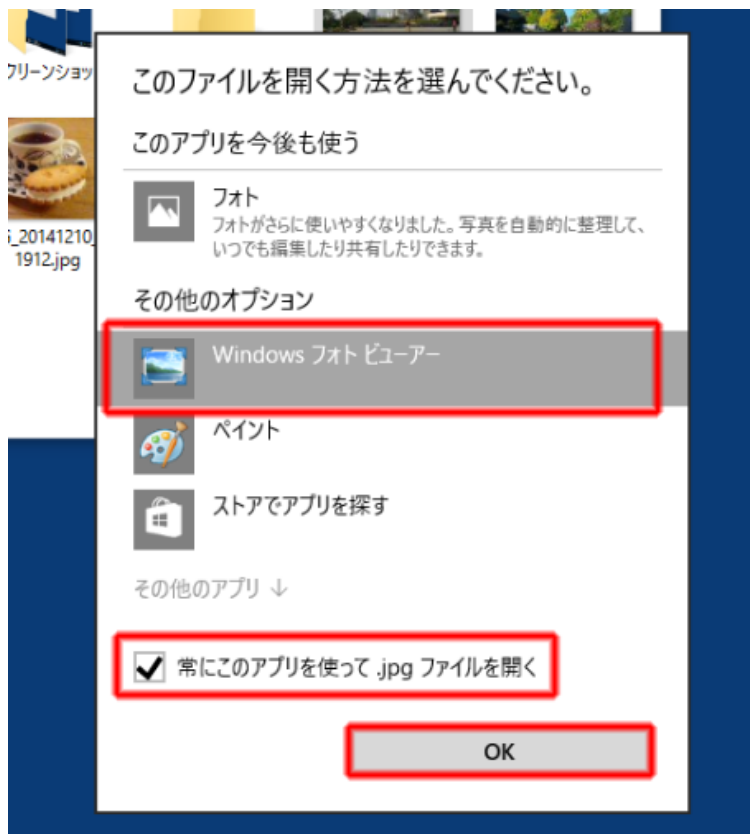 このファイルを開く方法を選んでください。
このアプリを今後も使う
フォト
フォトがさらに使いやすくなりました。写真を自動的に整理して、
いつでも編集したり共有したりできます。
その他のオプション
Windows フォト ビューアー
ペイント
ストアでアプリを探す
その他のアプリ ↓
常にこのアプリを使って .jpg ファイルを開く
OK
クリーンショッ
_20141210_
1912.jpg